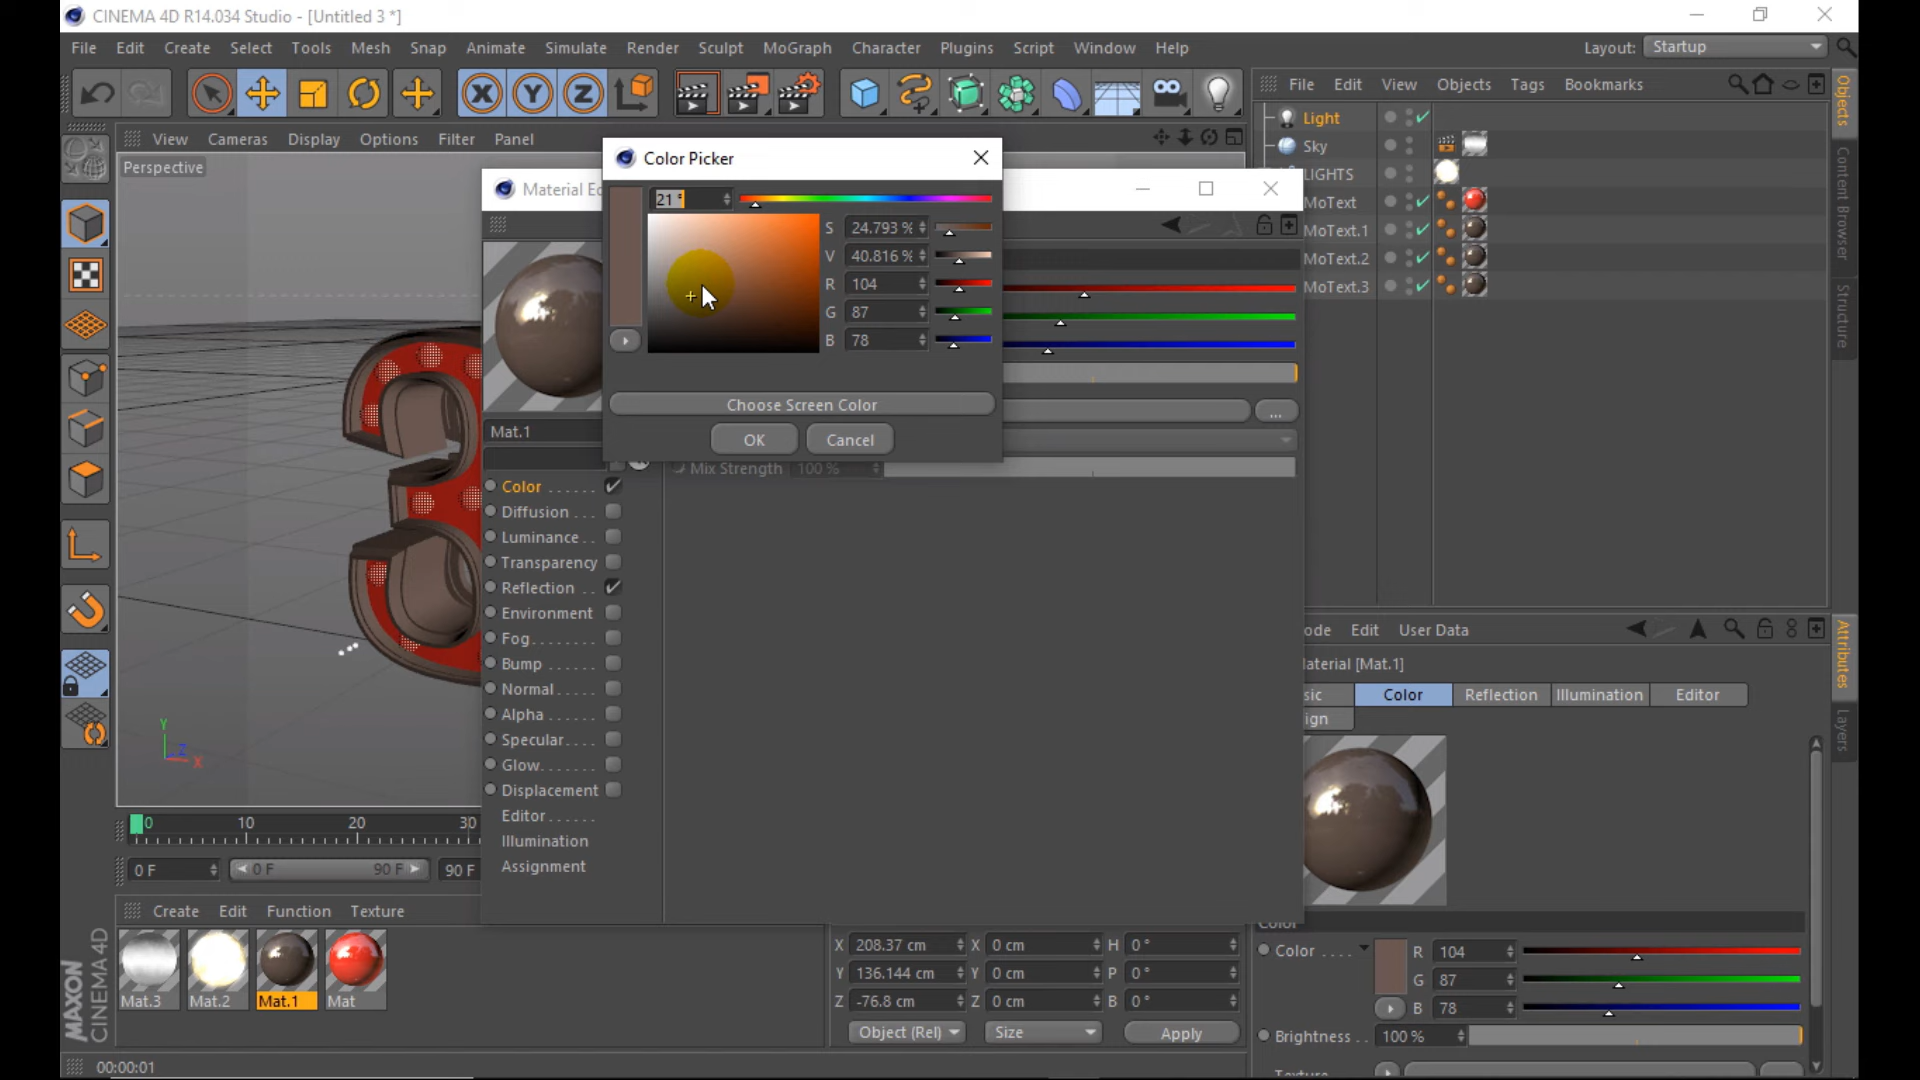 CINEMA 4D R14.034 Studio - [Untitled 3 *]
File Edit Create Select Tools Mesh Snap Animate Simulate Render Sculpt MoGraph Character Plugins Script Window Help Layout: Startup
File Edit View Objects Tags Bookmarks
View Cameras Display Options Filter Panel
Perspective
Light
Sky
LIGHTS
MoText
MoText.1
MoText.2
MoText.3
Objects
Content Browser
Structure
Material Ed
Color Picker
21 °
S 24.793 %
V 40.816 %
R 104
G 87
B 78
Choose Screen Color
OK Cancel
...
Mat.1
Mix Strength 100 %
Color ......
Diffusion ...
Luminance ..
Transparency
Reflection ..
Environment
Fog.......
Bump ......
Normal.....
Alpha ......
Specular....
Glow.......
Displacement
Editor......
Illumination
Assignment
ode Edit User Data
aterial [Mat.1]
sic Color Reflection Illumination Editor
ign
Attributes
Layers
Y
Z
X
0 10 20 30
0 F 0 F 90 F 90 F
Create Edit Function Texture
Mat.3 Mat.2 Mat.1 Mat
MAXON
CINEMA 4D
X 208.37 cm X 0 cm H 0 °
Y 136.144 cm Y 0 cm P 0 °
Z -76.8 cm Z 0 cm B 0 °
Object (Rel) Size Apply
Color
Color .... R 104
G 87
B 78
Brightness .. 100 %
Texture
00:00:01